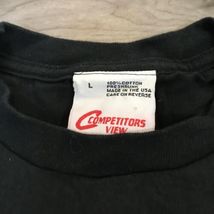 L
100% COTTON
PRESHRUNK
MADE IN THE USA
CARE ON REVERSE
COMPETITORS
VIEW